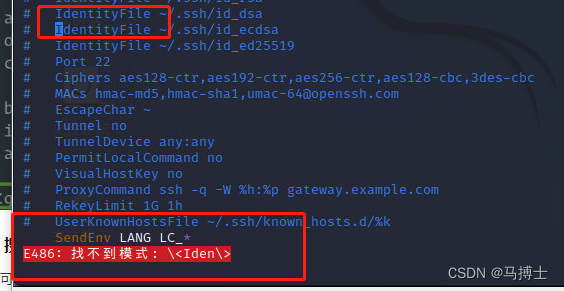 #   IdentityFile ~/.ssh/id_dsa
#   IdentityFile ~/.ssh/id_ecdsa
#   IdentityFile ~/.ssh/id_ed25519
#   Port 22
#   Ciphers aes128-ctr,aes192-ctr,aes256-ctr,aes128-cbc,3des-cbc
#   MACs hmac-md5,hmac-sha1,umac-64@openssh.com
#   EscapeChar ~
#   Tunnel no
#   TunnelDevice any:any
#   PermitLocalCommand no
#   VisualHostKey no
#   ProxyCommand ssh -q -W %h:%p gateway.example.com
#   RekeyLimit 1G 1h
#   UserKnownHostsFile ~/.ssh/known_hosts.d/%k
    SendEnv LANG LC_*
E486: 找不到模式: \<Iden\>
CSDN @马搏士